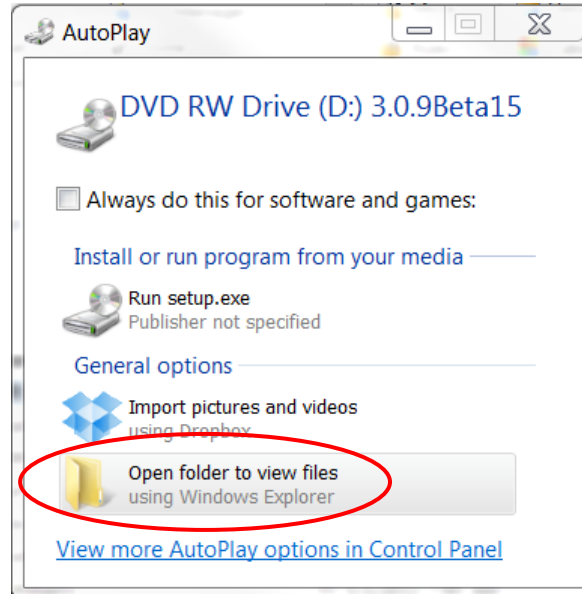 AutoPlay
DVD RW Drive (D:) 3.0.9Beta15
Always do this for software and games:
Install or run program from your media
Run setup.exe
Publisher not specified
General options
Import pictures and videos
using Dropbox
Open folder to view files
using Windows Explorer
View more AutoPlay options in Control Panel